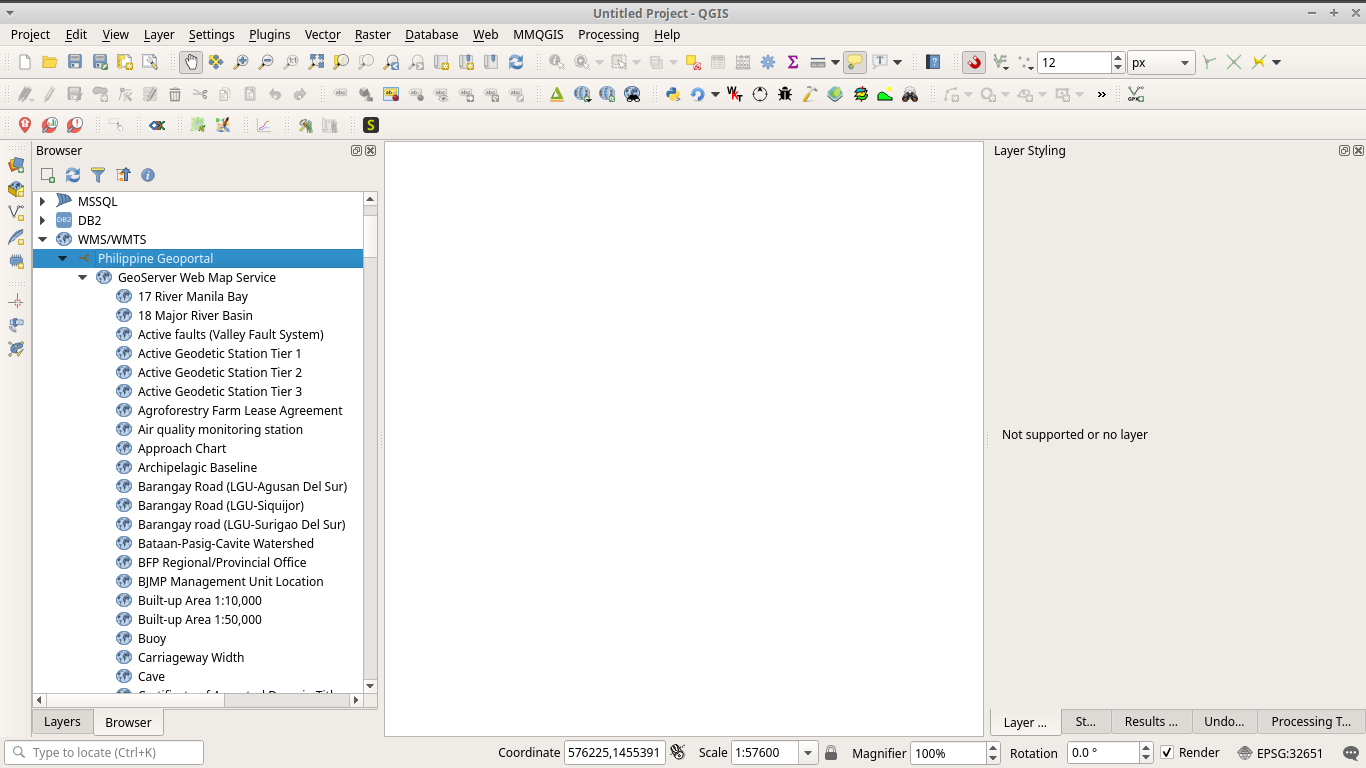 Untitled Project - QGIS
Project Edit View Layer Settings Plugins Vector Raster Database Web MMQGIS Processing Help
12 px
S
Browser
Layer Styling
MSSQL
DB2 DB2
WMS/WMTS
Philippine Geoportal
GeoServer Web Map Service
17 River Manila Bay
18 Major River Basin
Active faults (Valley Fault System)
Active Geodetic Station Tier 1
Active Geodetic Station Tier 2
Active Geodetic Station Tier 3
Agroforestry Farm Lease Agreement
Air quality monitoring station
Approach Chart
Archipelagic Baseline
Barangay Road (LGU-Agusan Del Sur)
Barangay Road (LGU-Siquijor)
Barangay road (LGU-Surigao Del Sur)
Bataan-Pasig-Cavite Watershed
BFP Regional/Provincial Office
BJMP Management Unit Location
Built-up Area 1:10,000
Built-up Area 1:50,000
Buoy
Carriageway Width
Cave
Not supported or no layer
Layers Browser
Layer ... St... Results ... Undo... Processing T...
Type to locate (Ctrl+K) Coordinate 576225,1455391 Scale 1:57600 Magnifier 100% Rotation 0.0 ° Render EPSG:32651